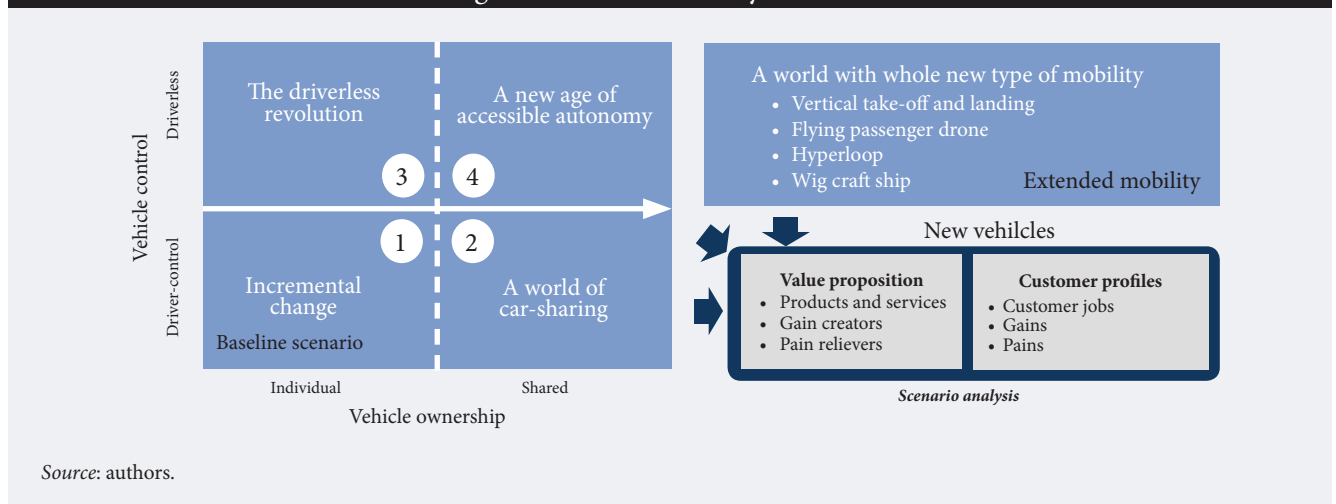 Vehicle control
Driverless
Driver-control
The driverless
revolution
A new age of
accessible autonomy
3
4
1
2
Incremental
change
Baseline scenario
A world of
car-sharing
Individual
Shared
Vehicle ownership
A world with whole new type of mobility
• Vertical take-off and landing
• Flying passenger drone
• Hyperloop
• Wig craft ship
Extended mobility
New vehilcles
Value proposition
• Products and services
• Gain creators
• Pain relievers
Customer profiles
• Customer jobs
• Gains
• Pains
Scenario analysis
Source: authors.